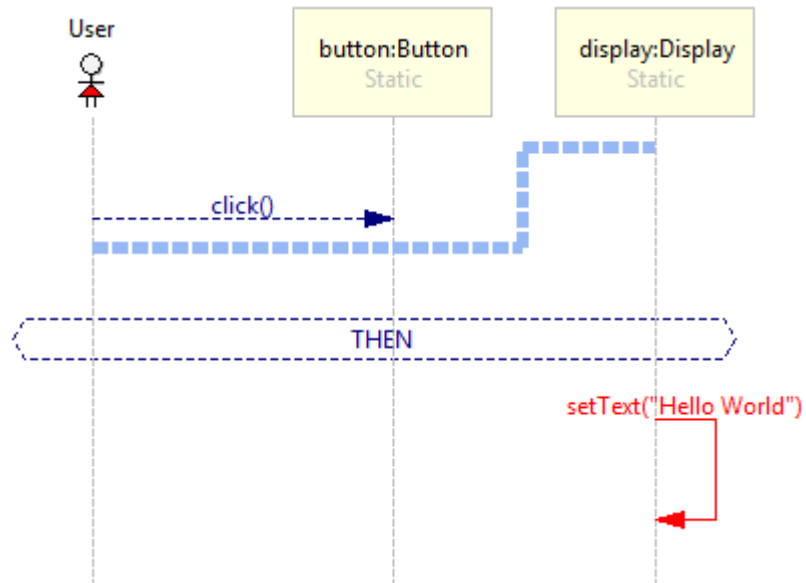 User
button:Button
Static
display:Display
Static
click()
THEN
setText("Hello World")